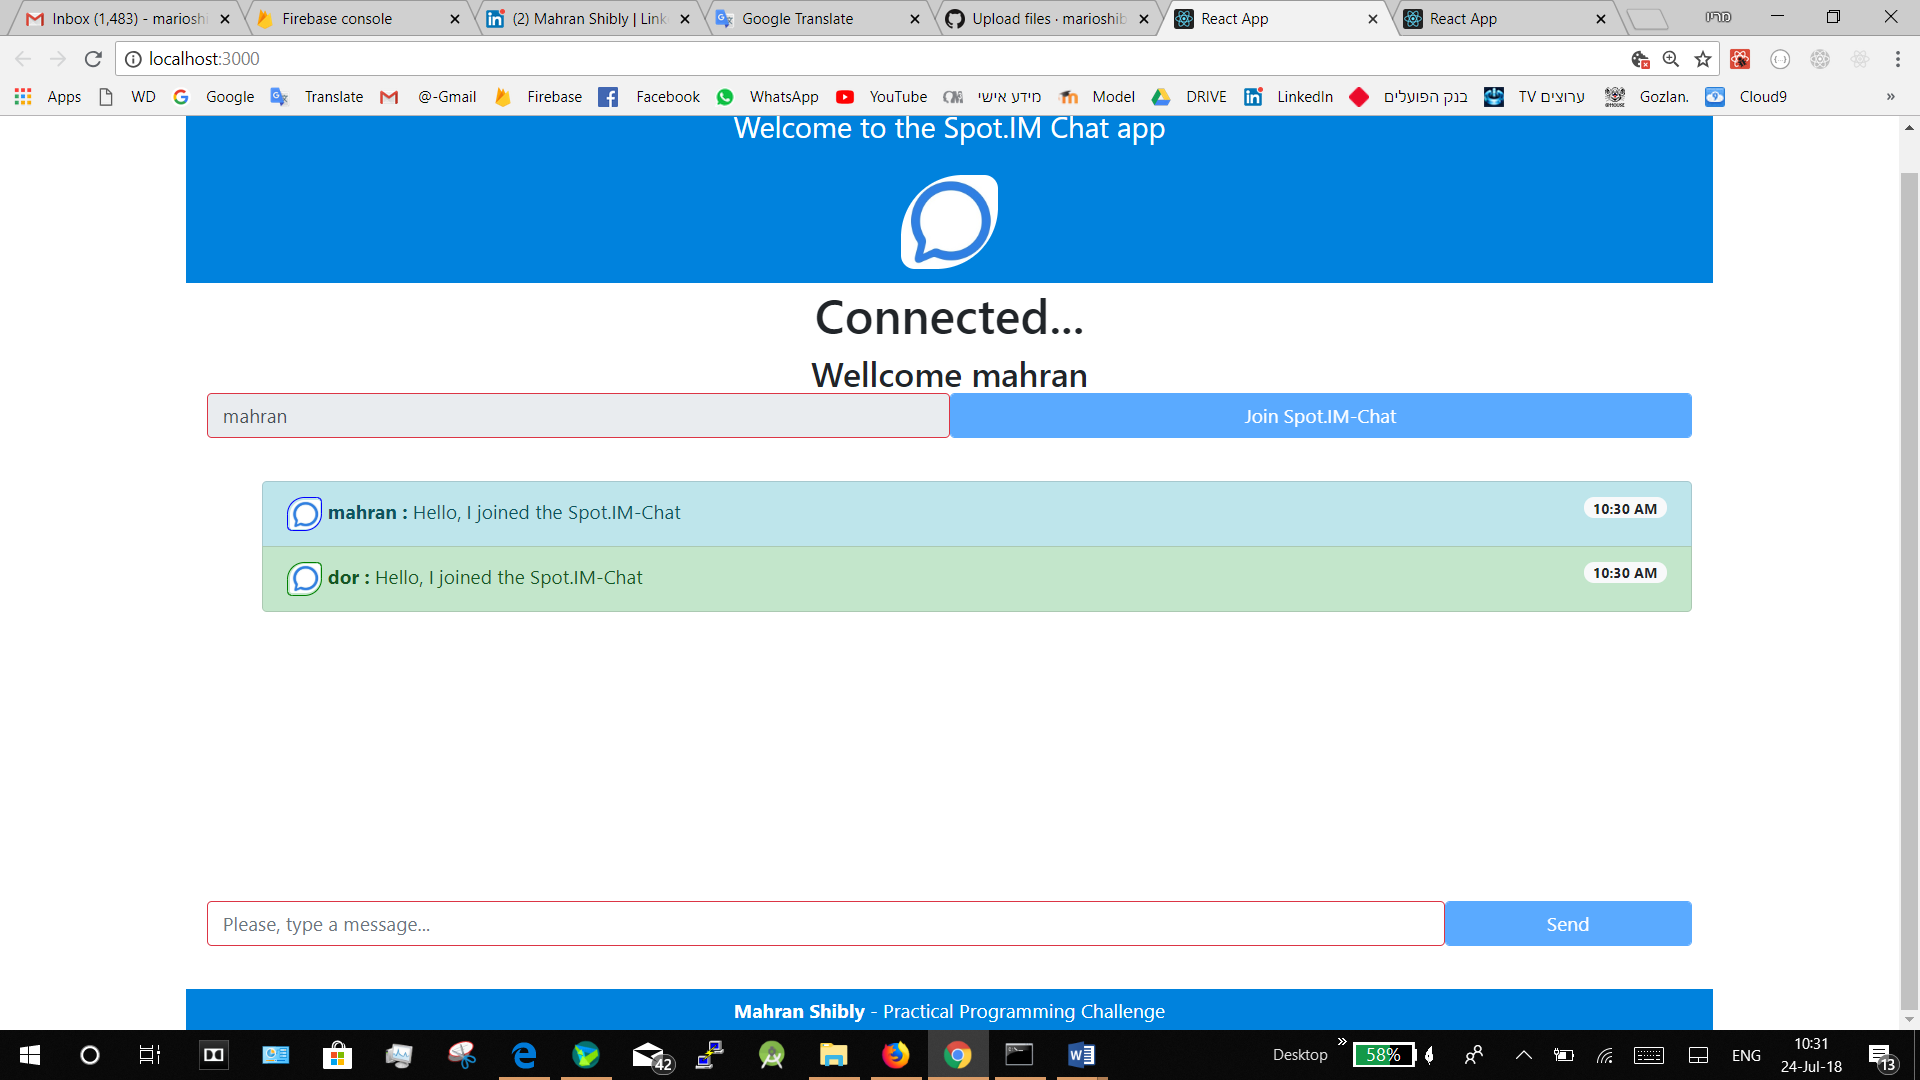 Inbox (1,483) - marioshi
Firebase console
(2) Mahran Shibly | Link
Google Translate
Upload files · marioshib
React App
React App
מריו
localhost:3000
Apps WD Google Translate @-Gmail Firebase Facebook WhatsApp YouTube מידע אישי Model DRIVE LinkedIn בנק הפועלים ערוצים TV Gozlan. Cloud9 »
Welcome to the Spot.IM Chat app
Connected...
Wellcome mahran
mahran
Join Spot.IM-Chat
mahran : Hello, I joined the Spot.IM-Chat 10:30 AM
dor : Hello, I joined the Spot.IM-Chat 10:30 AM
Please, type a message...
Send
Mahran Shibly - Practical Programming Challenge
42
Desktop
58%
ENG
10:31
24-Jul-18
13